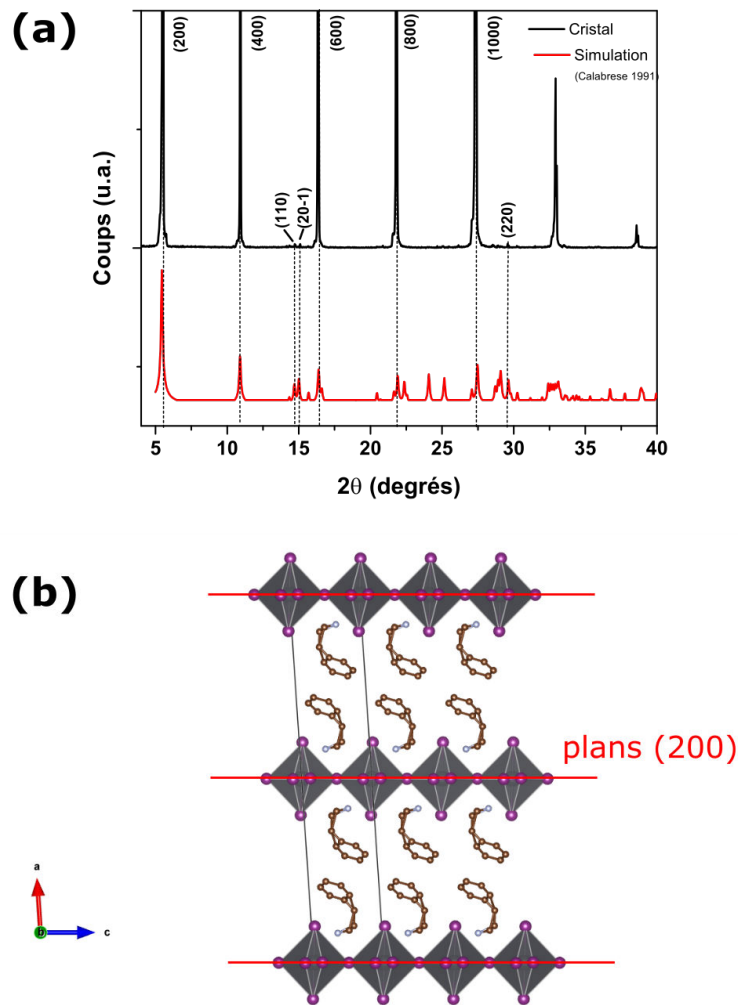 (a)
(200)
(400)
(600)
(800)
(1000)
Cristal
Simulation
(Calabrese 1991)
(110)
(20-1)
(220)
Coups (u.a.)
5
10
15
20
25
30
35
40
2θ (degrés)
(b)
plans (200)
a
b
c